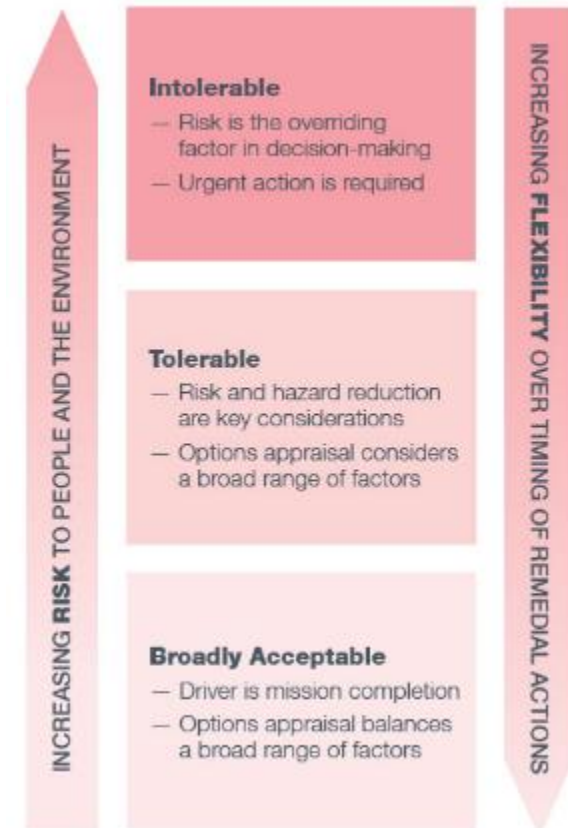 INCREASING RISK TO PEOPLE AND THE ENVIRONMENT
Intolerable
— Risk is the overriding
factor in decision-making
— Urgent action is required
Tolerable
— Risk and hazard reduction
are key considerations
— Options appraisal considers
a broad range of factors
Broadly Acceptable
— Driver is mission completion
— Options appraisal balances
a broad range of factors
INCREASING FLEXIBILITY OVER TIMING OF REMEDIAL ACTIONS